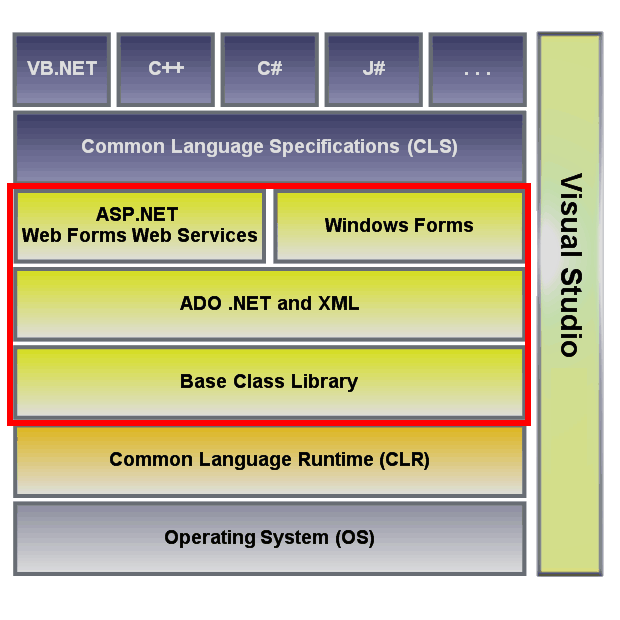 VB.NET
C++
C#
J#
. . .
Common Language Specifications (CLS)
ASP.NET
Web Forms Web Services
Windows Forms
ADO .NET and XML
Base Class Library
Common Language Runtime (CLR)
Operating System (OS)
Visual Studio